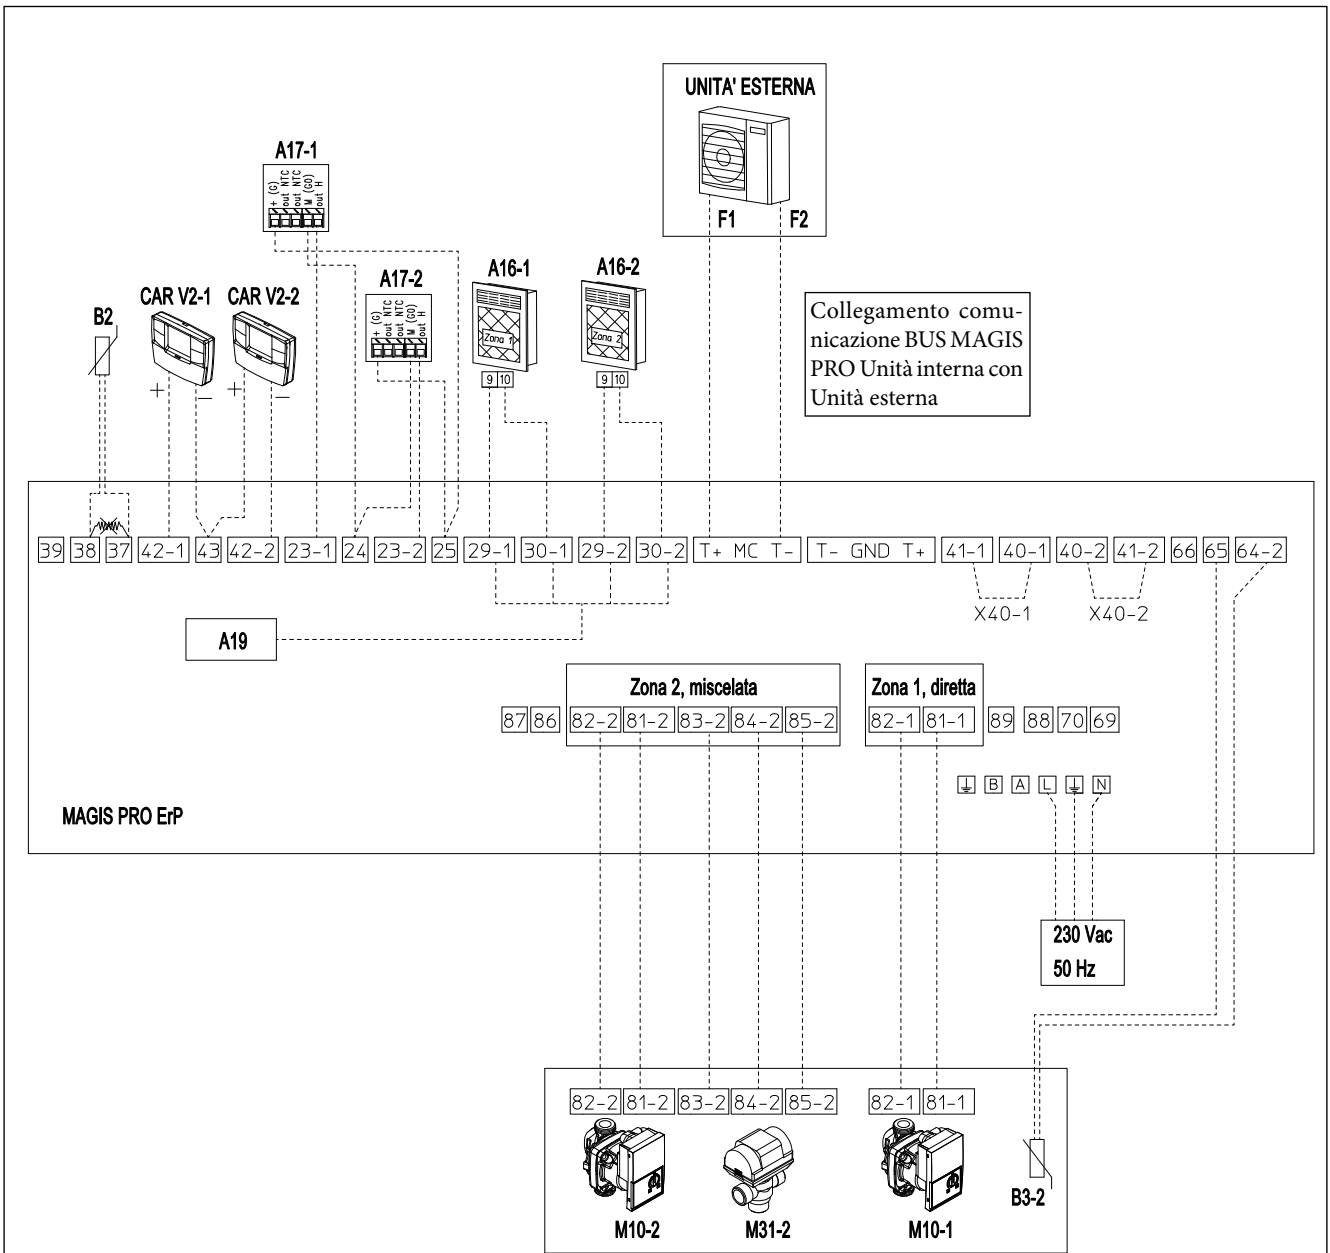 UNITA' ESTERNA
F1 F2
A17-1
+ (G)
out NTC
out NTC
M (G0)
out H
A17-2
+ (G)
out NTC
out NTC
M (G0)
out H
A16-1
Zona 1
9 10
A16-2
Zona 2
9 10
B2
CAR V2-1
+ −
CAR V2-2
+ −
Collegamento comu-
nicazione BUS MAGIS
PRO Unità interna con
Unità esterna
39 38 37 42-1 43 42-2 23-1 24 23-2 25 29-1 30-1 29-2 30-2 T+ MC T- T- GND T+ 41-1 40-1 40-2 41-2 66 65 64-2
X40-1 X40-2
A19
Zona 2, miscelata
Zona 1, diretta
87 86 82-2 81-2 83-2 84-2 85-2 82-1 81-1 89 88 70 69
B A L N
MAGIS PRO ErP
230 Vac
50 Hz
82-2 81-2 83-2 84-2 85-2 82-1 81-1
M10-2 M31-2 M10-1 B3-2